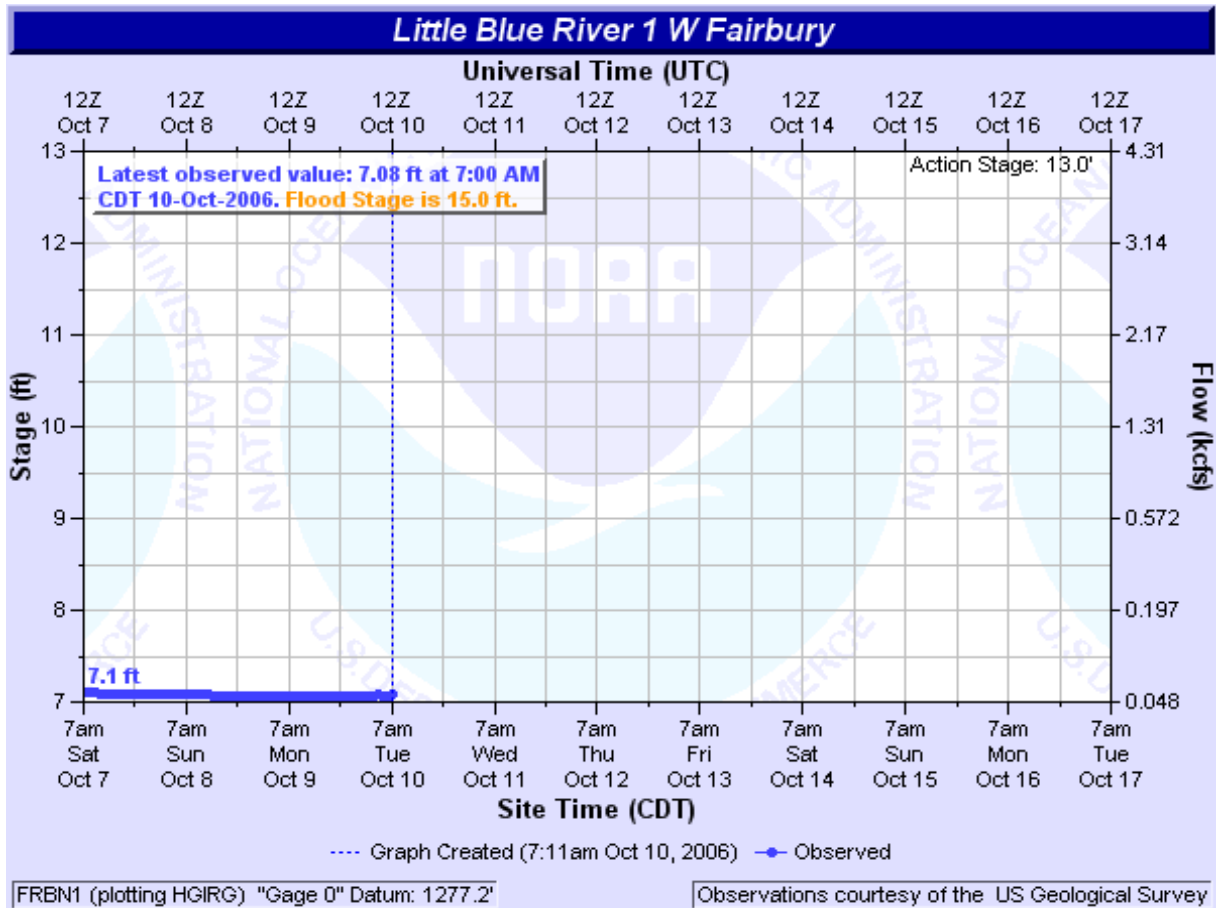 Little Blue River 1 W Fairbury
Universal Time (UTC)
12Z 12Z 12Z 12Z 12Z 12Z 12Z 12Z 12Z 12Z 12Z
Oct 7 Oct 8 Oct 9 Oct 10 Oct 11 Oct 12 Oct 13 Oct 14 Oct 15 Oct 16 Oct 17
Latest observed value: 7.08 ft at 7:00 AM
CDT 10-Oct-2006. Flood Stage is 15.0 ft.
Action Stage: 13.0'
13 4.31
12 3.14
11 2.17
10 1.31
9 0.572
8 0.197
7 0.048
Stage (ft)
Flow (kcfs)
7.1 ft
NOAA
NATIONAL OCEANIC ADMINISTRATION
7am 7am 7am 7am 7am 7am 7am 7am 7am 7am 7am
Sat Sun Mon Tue Wed Thu Fri Sat Sun Mon Tue
Oct 7 Oct 8 Oct 9 Oct 10 Oct 11 Oct 12 Oct 13 Oct 14 Oct 15 Oct 16 Oct 17
Site Time (CDT)
Graph Created (7:11am Oct 10, 2006) Observed
FRBN1 (plotting HGIRG) "Gage 0" Datum: 1277.2'
Observations courtesy of the US Geological Survey